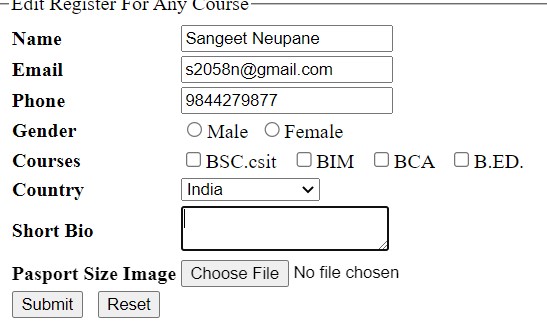 Edit Register For Any Course
Name Sangeet Neupane
Email s2058n@gmail.com
Phone 9844279877
Gender Male Female
Courses BSC.csit BIM BCA B.ED.
Country India
Short Bio
Pasport Size Image Choose File No file chosen
Submit Reset